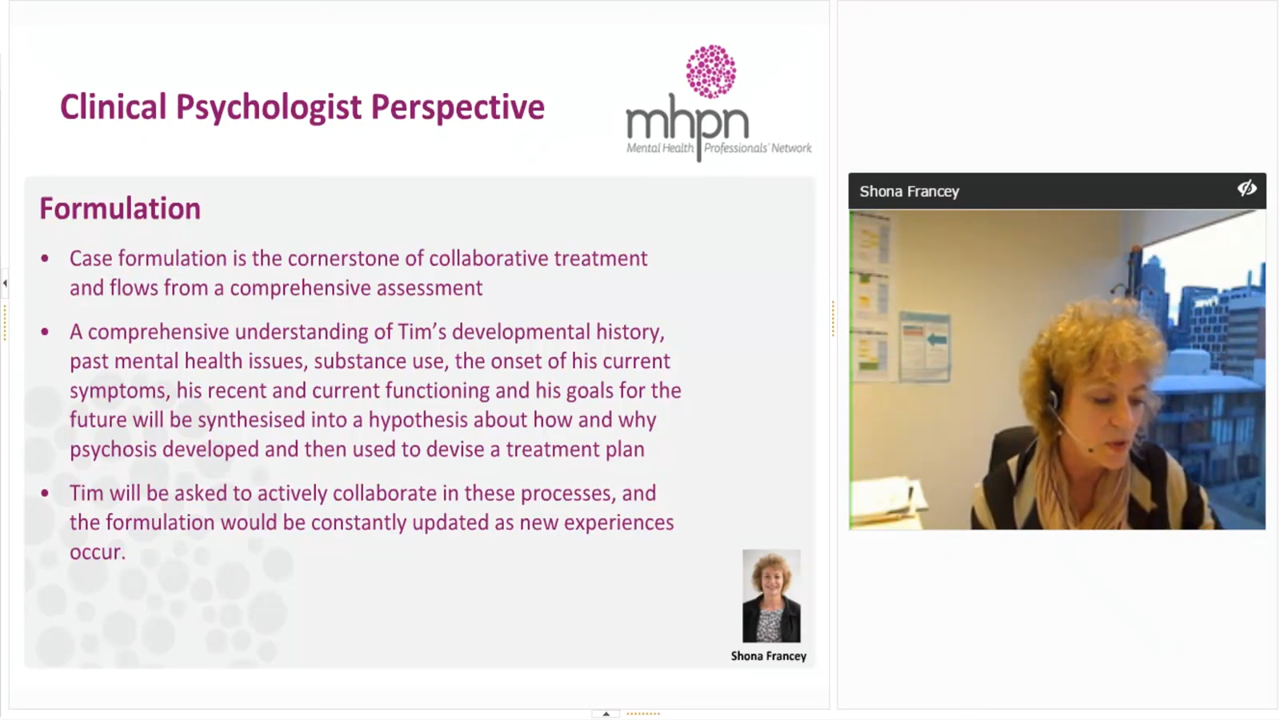 Clinical Psychologist Perspective
mhpn
Mental Health Professionals' Network
Formulation
• Case formulation is the cornerstone of collaborative treatment
and flows from a comprehensive assessment
• A comprehensive understanding of Tim's developmental history,
past mental health issues, substance use, the onset of his current
symptoms, his recent and current functioning and his goals for the
future will be synthesised into a hypothesis about how and why
psychosis developed and then used to devise a treatment plan
• Tim will be asked to actively collaborate in these processes, and
the formulation would be constantly updated as new experiences
occur.
Shona Francey
Shona Francey